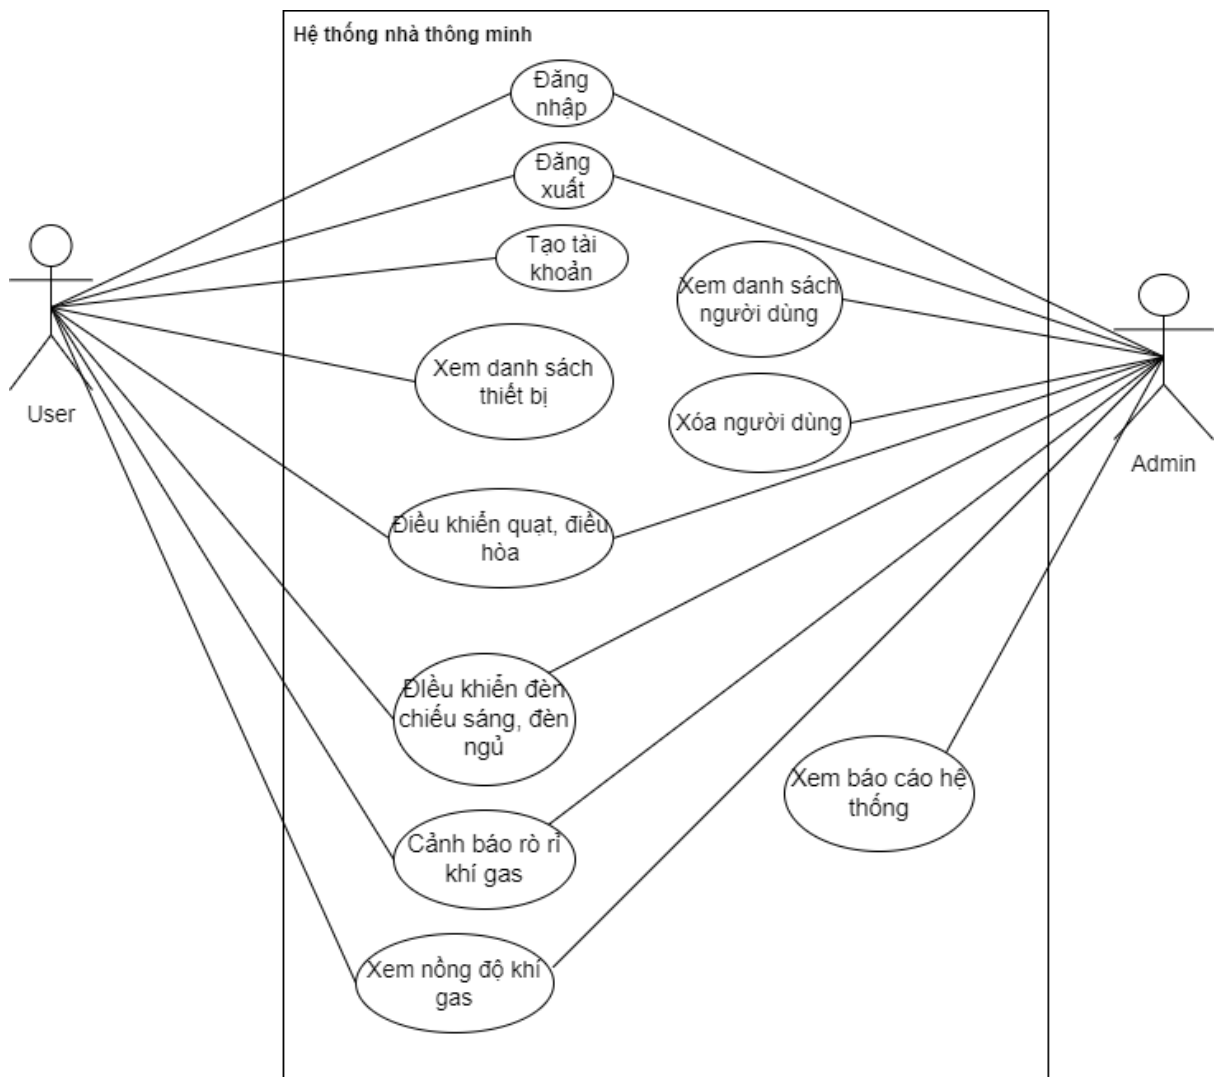 Hệ thống nhà thông minh
Đăng
nhập
Đăng
xuất
Tạo tài
khoản
Xem danh sách
người dùng
Xem danh sách
thiết bị
User
Xóa người dùng
Admin
Điều khiển quạt, điều
hòa
ĐIều khiển đèn
chiếu sáng, đèn
ngủ
Xem báo cáo hệ
thống
Cảnh báo rò rỉ
khí gas
Xem nồng độ khí
gas